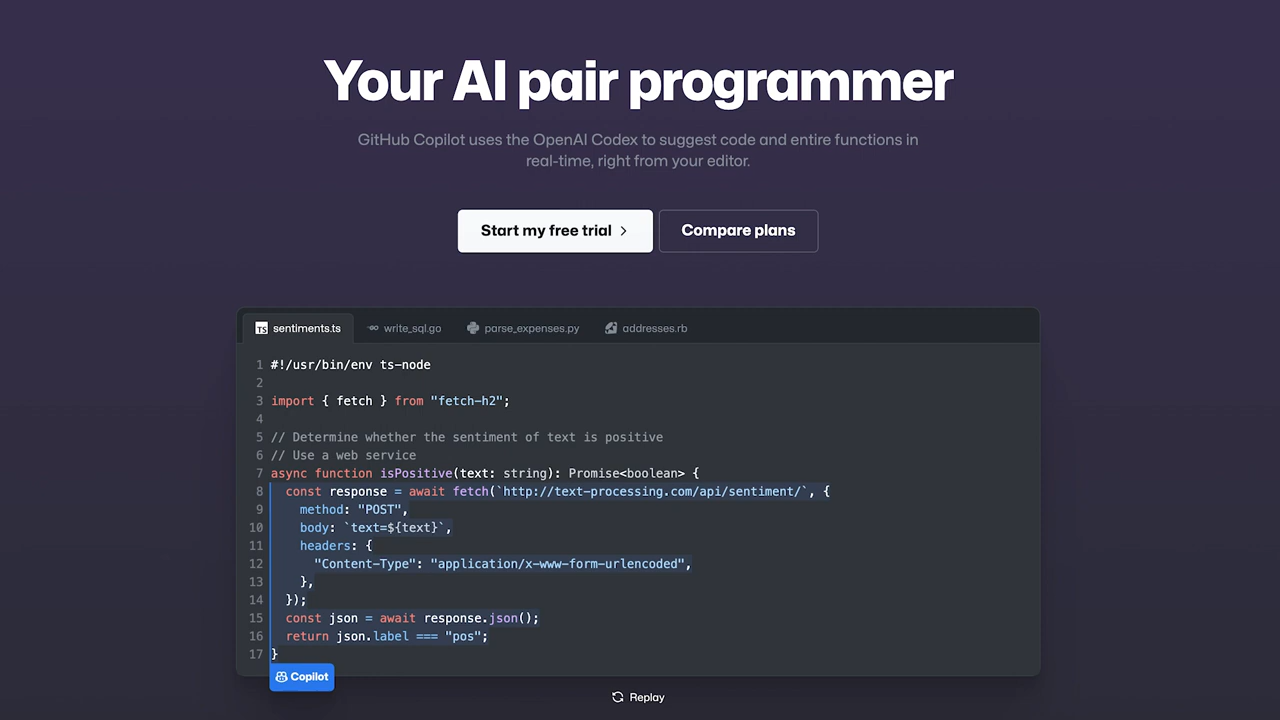 Your AI pair programmer
GitHub Copilot uses the OpenAI Codex to suggest code and entire functions in
real-time, right from your editor.
Start my free trial >
Compare plans
TS sentiments.ts
write_sql.go
parse_expenses.py
addresses.rb
1 #!/usr/bin/env ts-node
2
3 import { fetch } from "fetch-h2";
4
5 // Determine whether the sentiment of text is positive
6 // Use a web service
7 async function isPositive(text: string): Promise<boolean> {
8   const response = await fetch(`http://text-processing.com/api/sentiment/`, {
9     method: "POST",
10     body: `text=${text}`,
11     headers: {
12       "Content-Type": "application/x-www-form-urlencoded",
13     },
14   });
15   const json = await response.json();
16   return json.label === "pos";
17 }
Copilot
Replay